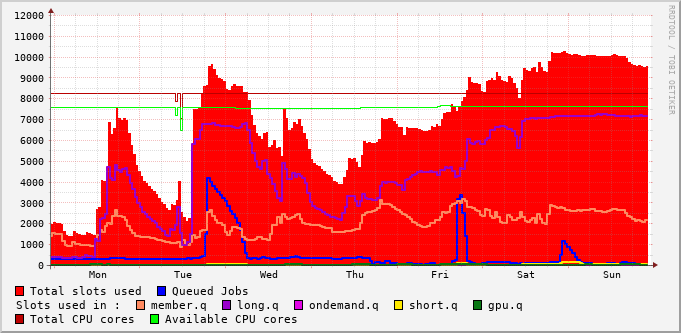 12000
11000
10000
9000
8000
7000
6000
5000
4000
3000
2000
1000
0
Mon Tue Wed Thu Fri Sat Sun
Total slots used Queued Jobs
Slots used in : member.q long.q ondemand.q short.q gpu.q
Total CPU cores Available CPU cores
RRDTOOL / TOBI OETIKER